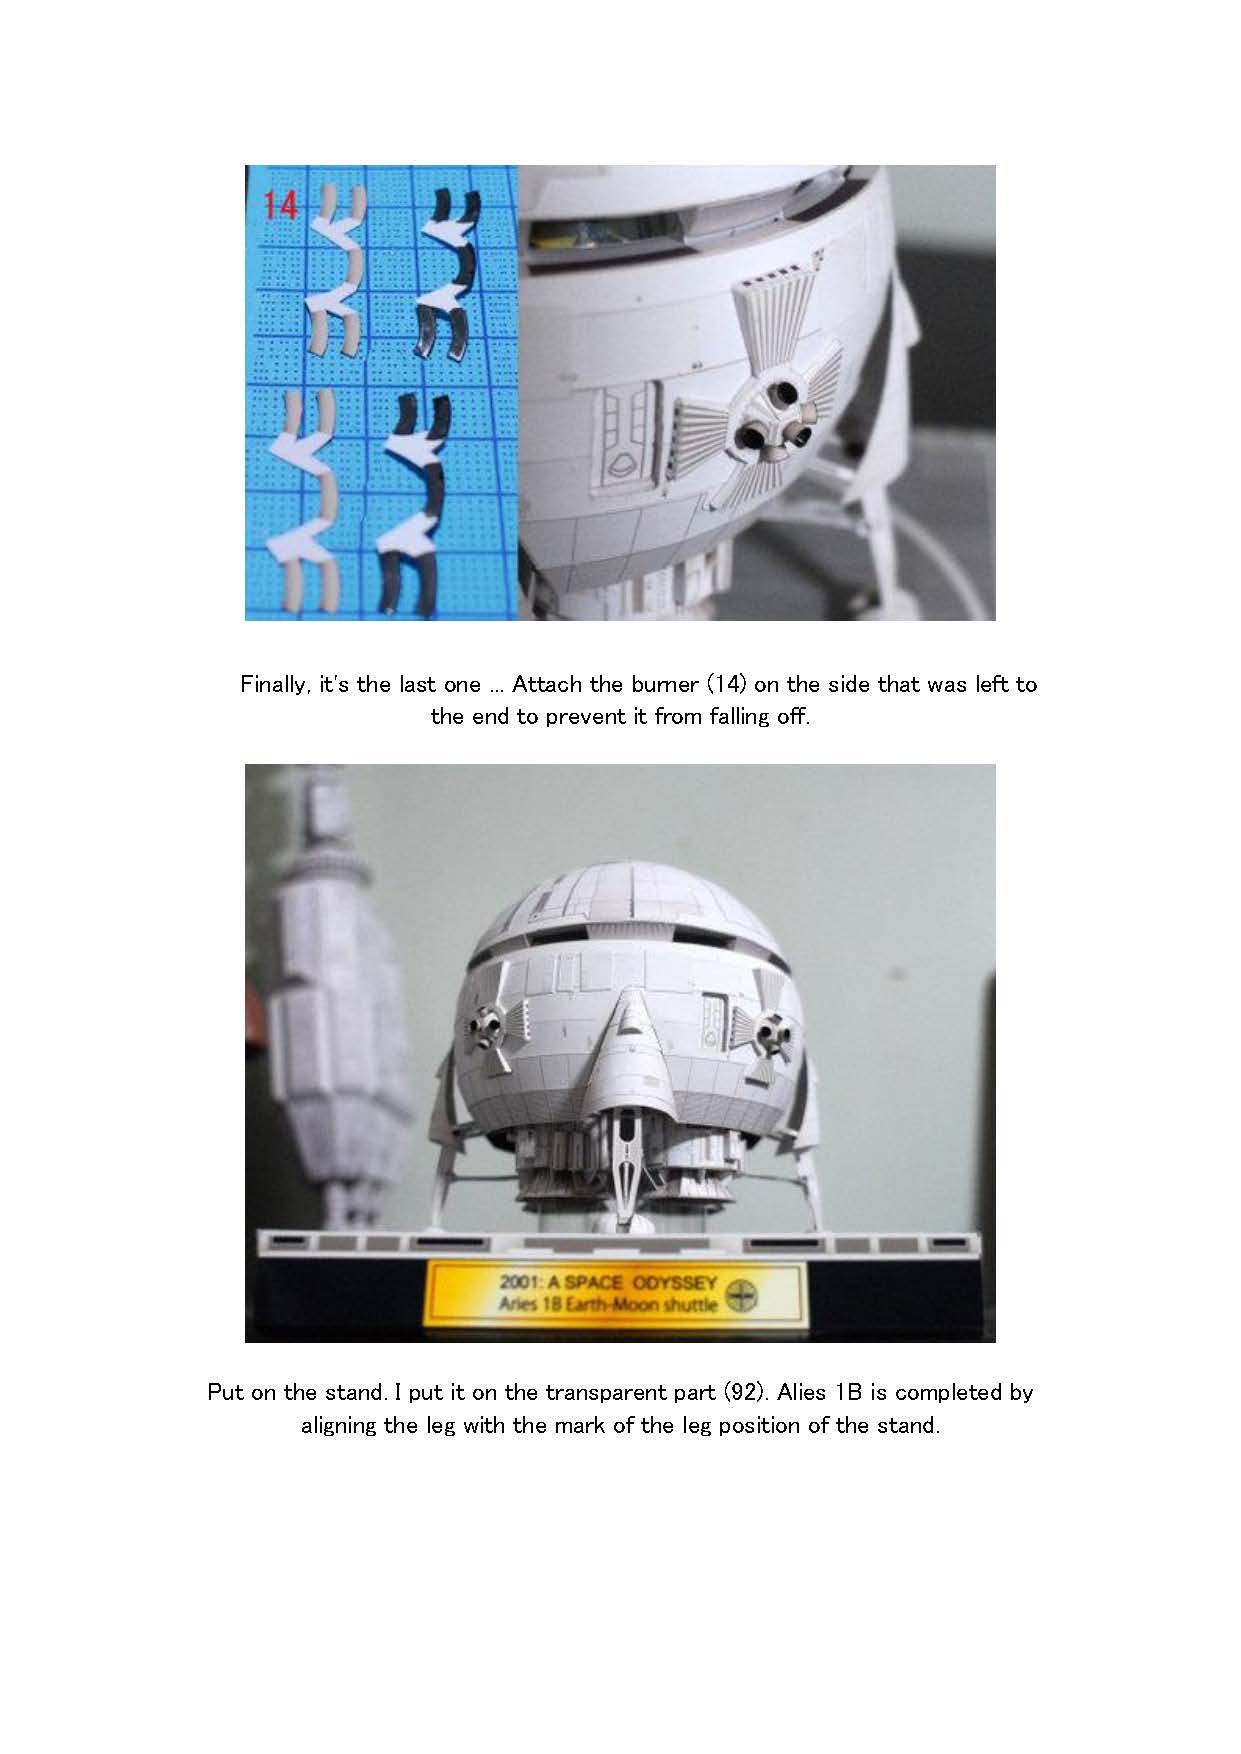 14
Finally, it's the last one ... Attach the burner (14) on the side that was left to
the end to prevent it from falling off.
2001: A SPACE ODYSSEY
Aries 1B Earth-Moon shuttle
Put on the stand. I put it on the transparent part (92). Alies 1B is completed by
aligning the leg with the mark of the leg position of the stand.